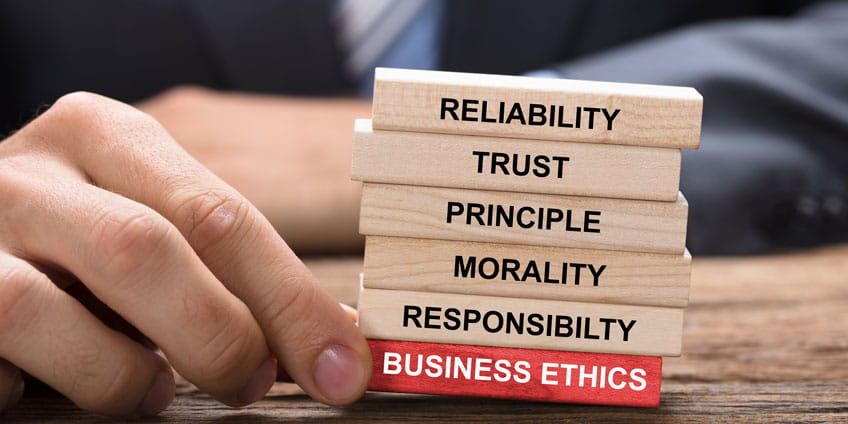 RELIABILITY
TRUST
PRINCIPLE
MORALITY
RESPONSIBILTY
BUSINESS ETHICS